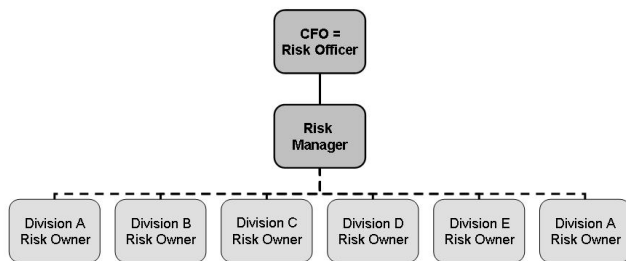 CFO =
Risk Officer
Risk
Manager
Division A
Risk Owner
Division B
Risk Owner
Division C
Risk Owner
Division D
Risk Owner
Division E
Risk Owner
Division A
Risk Owner